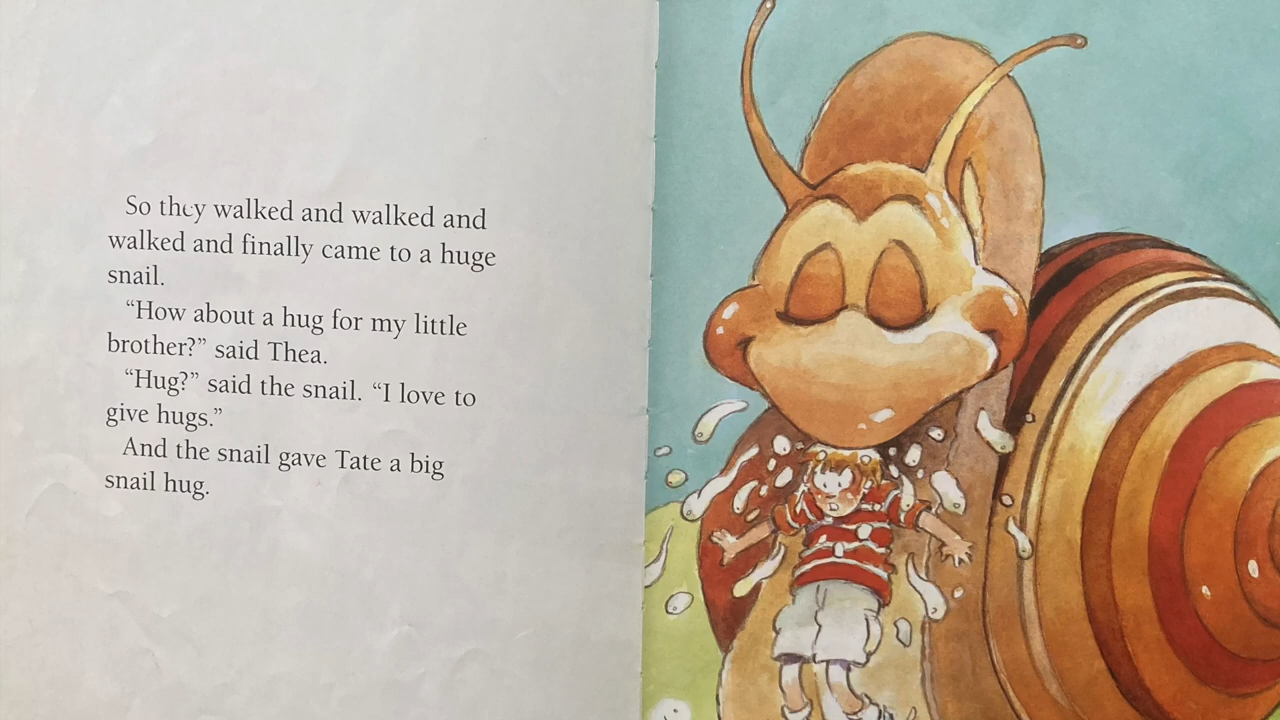 So they walked and walked and
walked and finally came to a huge
snail.
“How about a hug for my little
brother?” said Thea.
“Hug?” said the snail. “I love to
give hugs.”
And the snail gave Tate a big
snail hug.